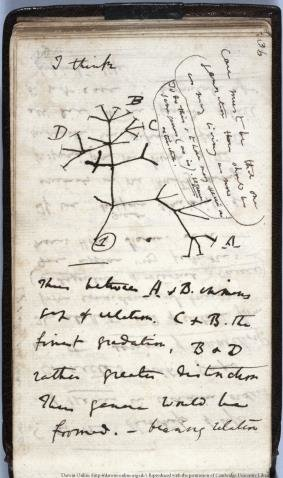 36
I think
Case must be that one
generation then should be
as many living as now
To do this & to have many species in
same genus (as is) requires
extinction
B
C
D
A
1
Thus between A & B. immens
gap of relation. C & B. the
finest gradation, B & D
rather greater distinction
Thus genera would be
formed. — bearing relation
Darwin Online (http://darwin-online.org.uk/) Reproduced with the permission of Cambridge University Library